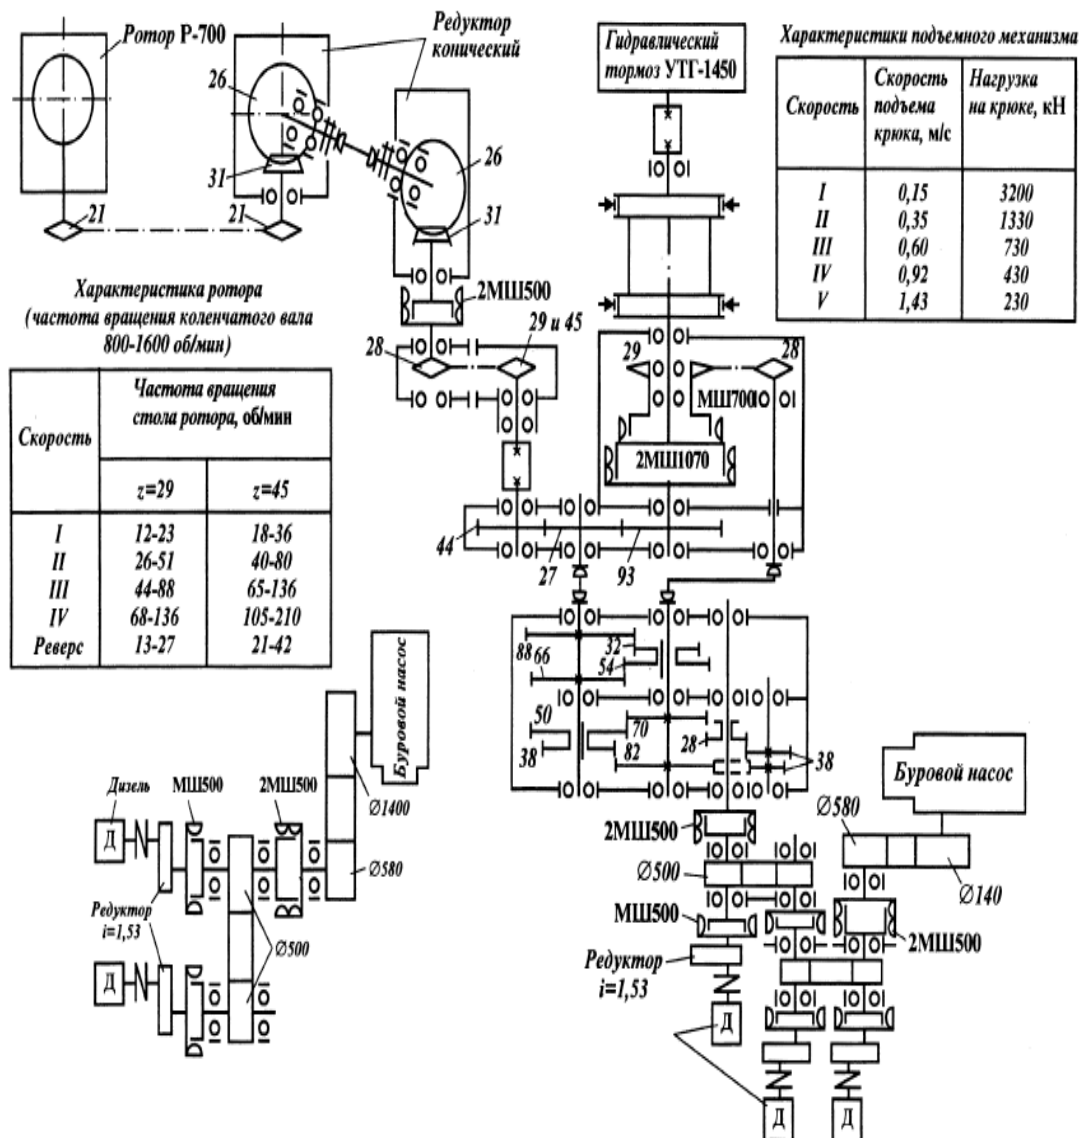 Ротор Р-700
Редуктор
конический
26
31
21
21
26
31
2МШ500
29 и 45
28
Гидравлический
тормоз УТГ-1450
Характеристики подъемного механизма
Скорость
Скорость
подъема
крюка, м/с
Нагрузка
на крюке, кН
I 0,15 3200
II 0,35 1330
III 0,60 730
IV 0,92 430
V 1,43 230
Характеристика ротора
(частота вращения коленчатого вала
800-1600 об/мин)
Скорость
Частота вращения
стола ротора, об/мин
z=29 z=45
I 12-23 18-36
II 26-51 40-80
III 44-88 65-136
IV 68-136 105-210
Реверс 13-27 21-42
29
28
МШ700
2МШ1070
44
27
93
88
66
32
54
50
38
70
82
28
38
Буровой насос
Дизель
МШ500
2МШ500
Ø1400
Ø580
Д
Редуктор
i=1,53
Ø500
Д
Буровой насос
Ø580
Ø140
2МШ500
Ø500
МШ500
2МШ500
Редуктор
i=1,53
Д
Д
Д